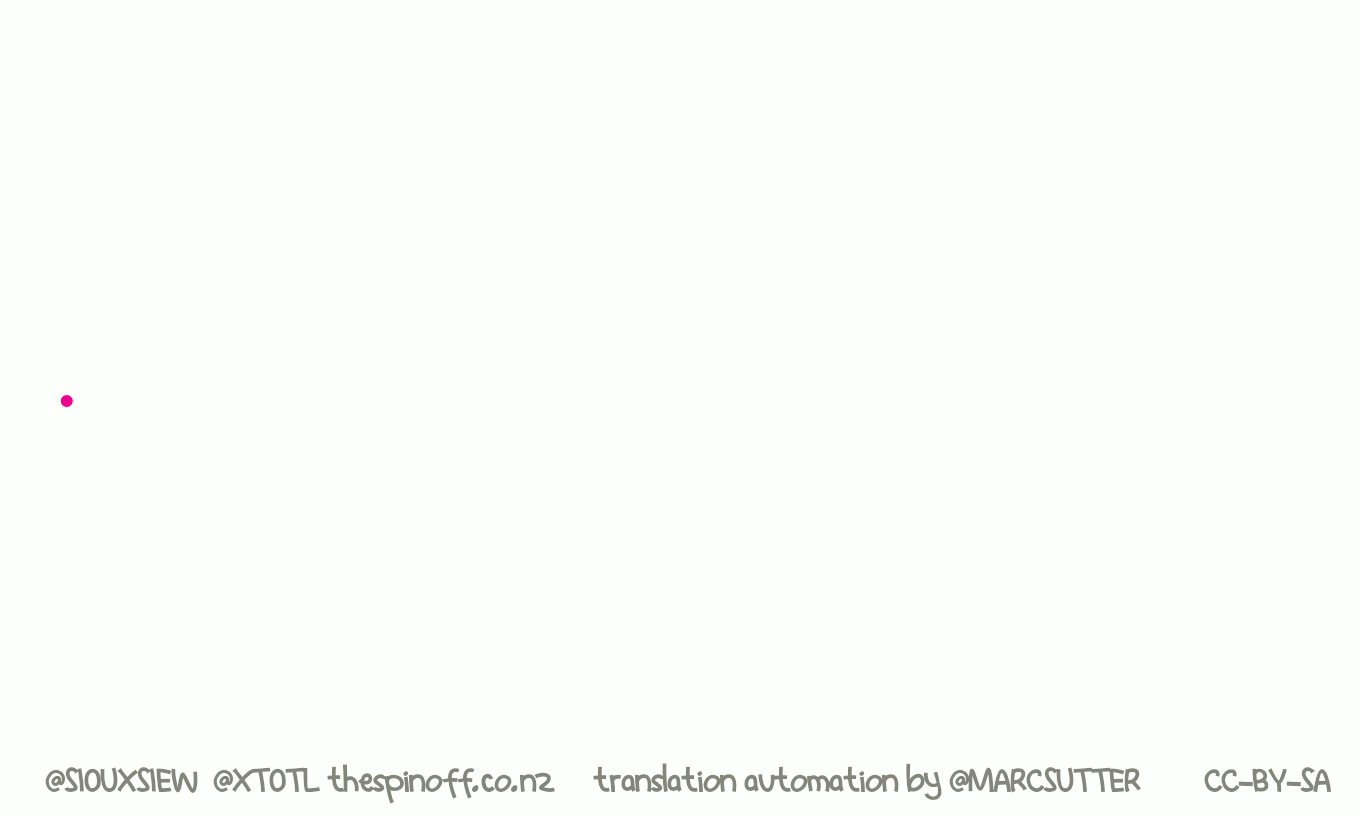 @SIOUXSIEW @XTOTL thespinoff.co.nz translation automation by @MARCSUTTER CC-BY-SA